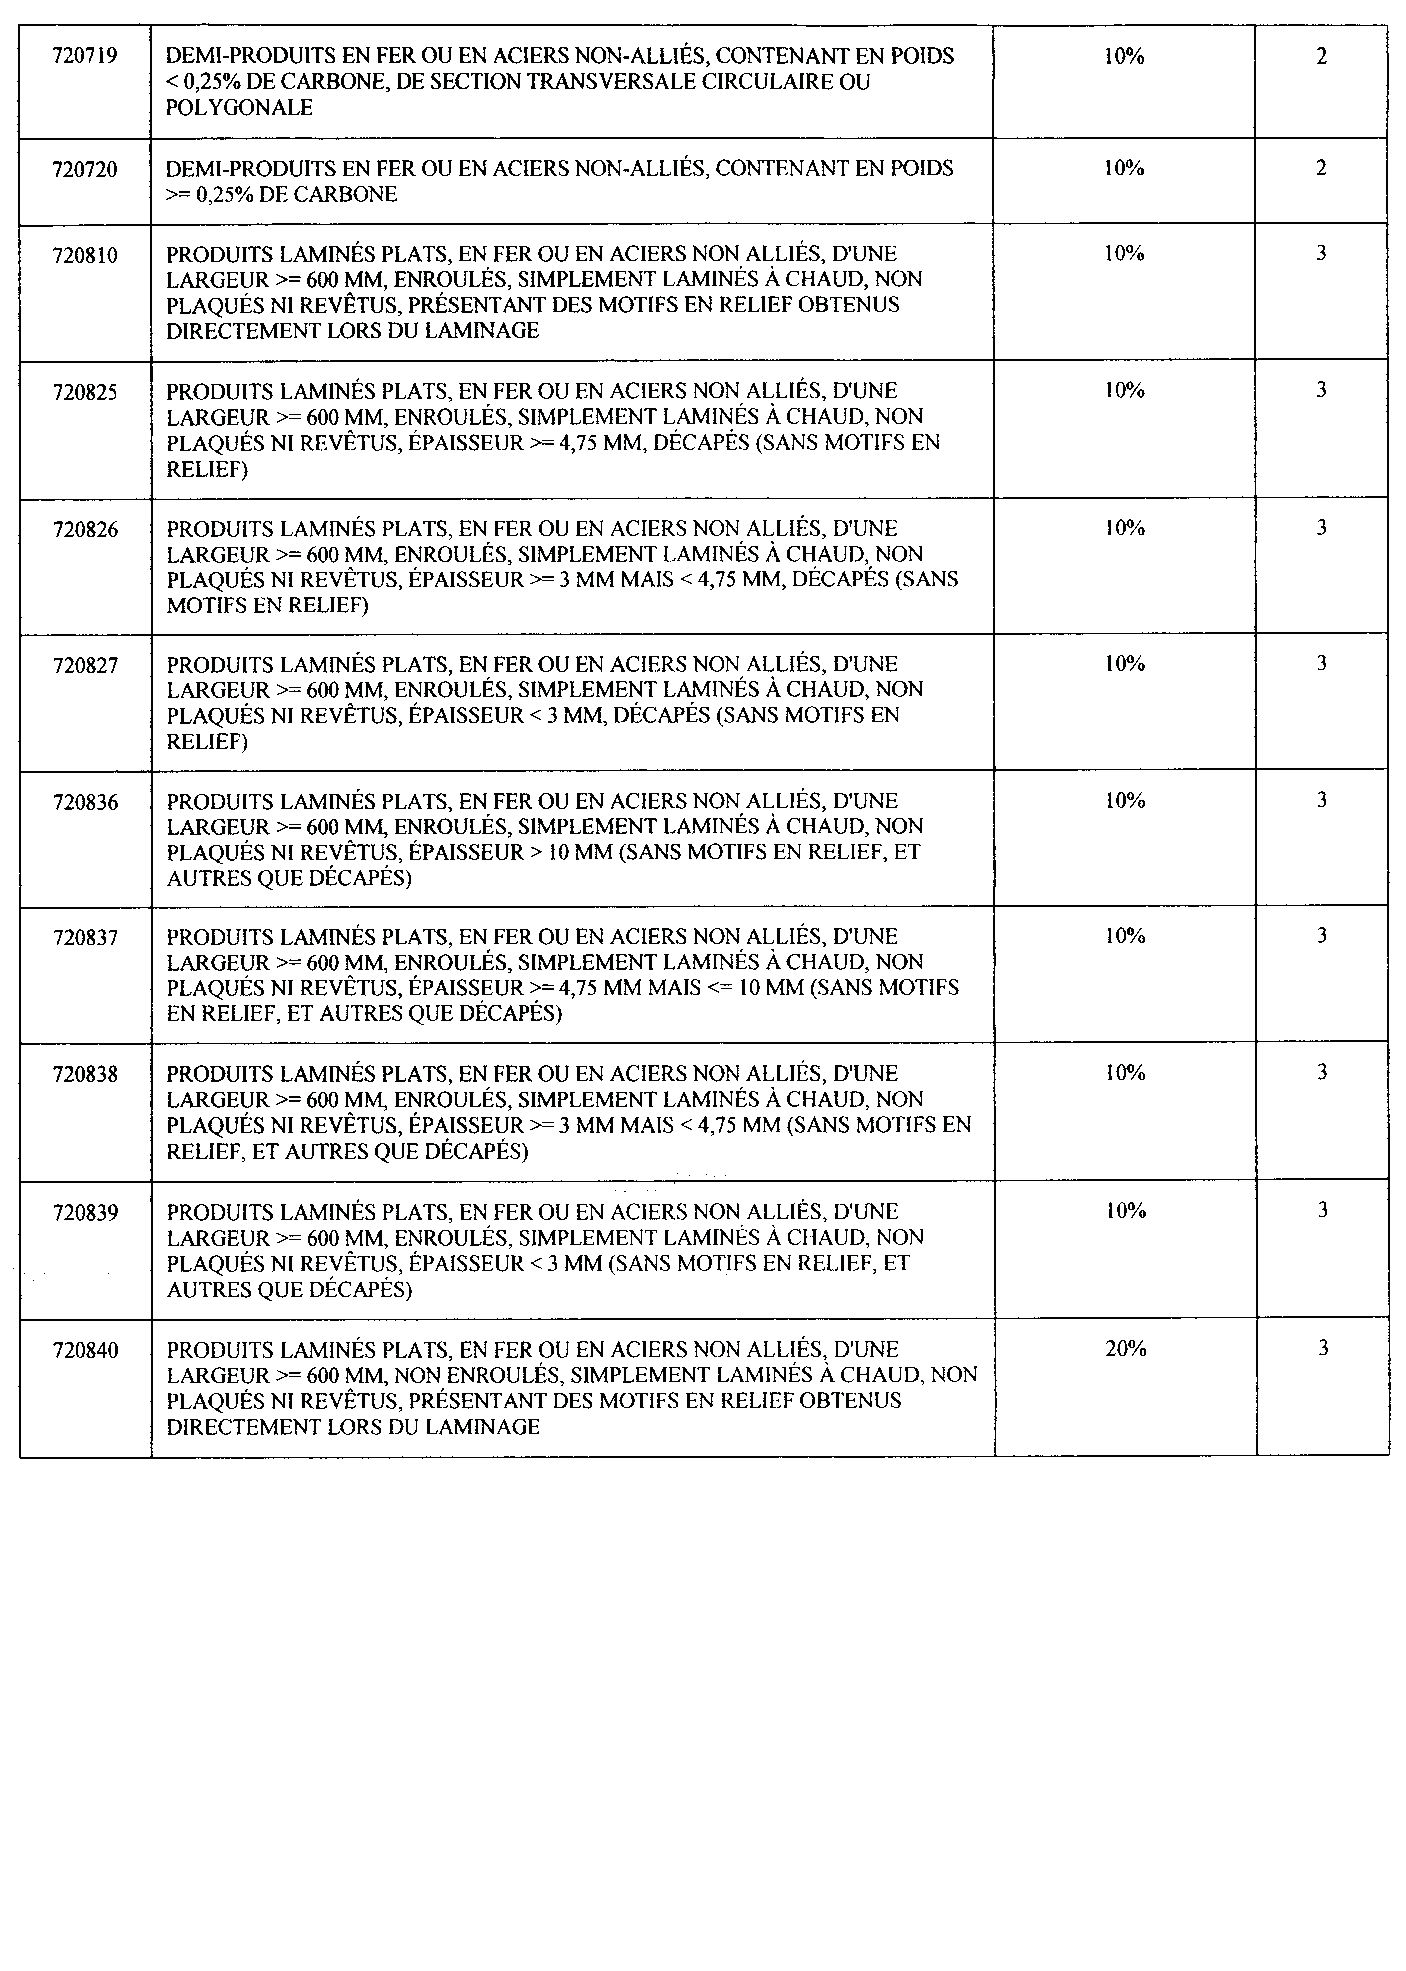 720719 DEMI-PRODUITS EN FER OU EN ACIERS NON-ALLIÉS, CONTENANT EN POIDS 10% 2
< 0,25% DE CARBONE, DE SECTION TRANSVERSALE CIRCULAIRE OU
POLYGONALE
720720 DEMI-PRODUITS EN FER OU EN ACIERS NON-ALLIÉS, CONTENANT EN POIDS 10% 2
>= 0,25% DE CARBONE
720810 PRODUITS LAMINÉS PLATS, EN FER OU EN ACIERS NON ALLIÉS, D'UNE 10% 3
LARGEUR >= 600 MM, ENROULÉS, SIMPLEMENT LAMINÉS À CHAUD, NON
PLAQUÉS NI REVÊTUS, PRÉSENTANT DES MOTIFS EN RELIEF OBTENUS
DIRECTEMENT LORS DU LAMINAGE
720825 PRODUITS LAMINÉS PLATS, EN FER OU EN ACIERS NON ALLIÉS, D'UNE 10% 3
LARGEUR >= 600 MM, ENROULÉS, SIMPLEMENT LAMINÉS À CHAUD, NON
PLAQUÉS NI REVÊTUS, ÉPAISSEUR >= 4,75 MM, DÉCAPÉS (SANS MOTIFS EN
RELIEF)
720826 PRODUITS LAMINÉS PLATS, EN FER OU EN ACIERS NON ALLIÉS, D'UNE 10% 3
LARGEUR >= 600 MM, ENROULÉS, SIMPLEMENT LAMINÉS À CHAUD, NON
PLAQUÉS NI REVÊTUS, ÉPAISSEUR >= 3 MM MAIS < 4,75 MM, DÉCAPÉS (SANS
MOTIFS EN RELIEF)
720827 PRODUITS LAMINÉS PLATS, EN FER OU EN ACIERS NON ALLIÉS, D'UNE 10% 3
LARGEUR >= 600 MM, ENROULÉS, SIMPLEMENT LAMINÉS À CHAUD, NON
PLAQUÉS NI REVÊTUS, ÉPAISSEUR < 3 MM, DÉCAPÉS (SANS MOTIFS EN
RELIEF)
720836 PRODUITS LAMINÉS PLATS, EN FER OU EN ACIERS NON ALLIÉS, D'UNE 10% 3
LARGEUR >= 600 MM, ENROULÉS, SIMPLEMENT LAMINÉS À CHAUD, NON
PLAQUÉS NI REVÊTUS, ÉPAISSEUR > 10 MM (SANS MOTIFS EN RELIEF, ET
AUTRES QUE DÉCAPÉS)
720837 PRODUITS LAMINÉS PLATS, EN FER OU EN ACIERS NON ALLIÉS, D'UNE 10% 3
LARGEUR >= 600 MM, ENROULÉS, SIMPLEMENT LAMINÉS À CHAUD, NON
PLAQUÉS NI REVÊTUS, ÉPAISSEUR >= 4,75 MM MAIS <= 10 MM (SANS MOTIFS
EN RELIEF, ET AUTRES QUE DÉCAPÉS)
720838 PRODUITS LAMINÉS PLATS, EN FER OU EN ACIERS NON ALLIÉS, D'UNE 10% 3
LARGEUR >= 600 MM, ENROULÉS, SIMPLEMENT LAMINÉS À CHAUD, NON
PLAQUÉS NI REVÊTUS, ÉPAISSEUR >= 3 MM MAIS < 4,75 MM (SANS MOTIFS EN
RELIEF, ET AUTRES QUE DÉCAPÉS)
720839 PRODUITS LAMINÉS PLATS, EN FER OU EN ACIERS NON ALLIÉS, D'UNE 10% 3
LARGEUR >= 600 MM, ENROULÉS, SIMPLEMENT LAMINÉS À CHAUD, NON
PLAQUÉS NI REVÊTUS, ÉPAISSEUR < 3 MM (SANS MOTIFS EN RELIEF, ET
AUTRES QUE DÉCAPÉS)
720840 PRODUITS LAMINÉS PLATS, EN FER OU EN ACIERS NON ALLIÉS, D'UNE 20% 3
LARGEUR >= 600 MM, NON ENROULÉS, SIMPLEMENT LAMINÉS À CHAUD, NON
PLAQUÉS NI REVÊTUS, PRÉSENTANT DES MOTIFS EN RELIEF OBTENUS
DIRECTEMENT LORS DU LAMINAGE